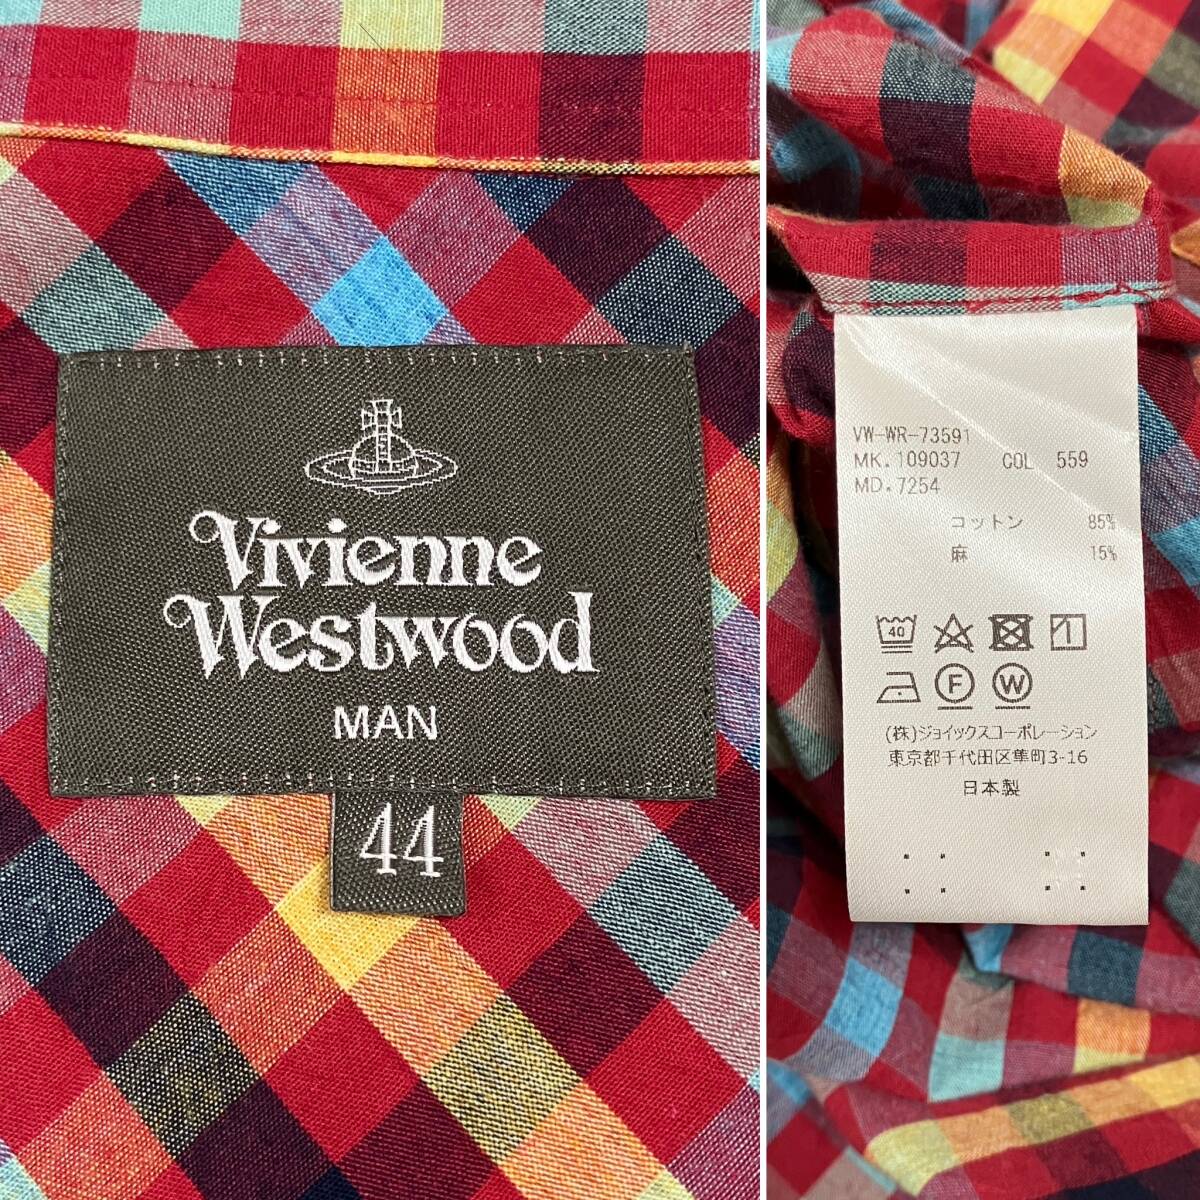 Vivienne
Westwood
MAN
44
VW-WR-73591
MK.109037 COL 559
MD.7254
コットン 85%
麻 15%
40
F W
(株)ジョイックスコーポレーション
東京都千代田区隼町3-16
日本製